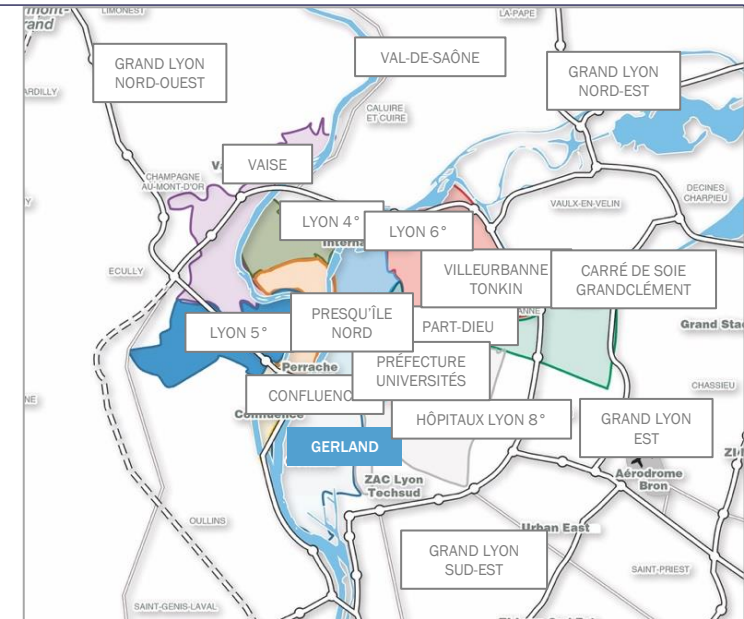 LIMONEST
LA-PAPE
GRAND LYON
NORD-OUEST
VAL-DE-SAÔNE
GRAND LYON
NORD-EST
CALUIRE
ET CUIRE
VAISE
CHAMPAGNE
AU-MONT-D'OR
VAULX-EN-VELIN
DECINES
CHARPIEU
LYON 4°
LYON 6°
ECULLY
VILLEURBANNE
TONKIN
CARRÉ DE SOIE
GRANDCLÉMENT
PRESQU'ÎLE
NORD
LYON 5°
PART-DIEU
Grand Sta
PRÉFECTURE
UNIVERSITÉS
Perrache
CHASSIEU
CONFLUENC
Confluence
HÔPITAUX LYON 8°
GRAND LYON
EST
GERLAND
ZAC Lyon
Techsud
Aérodrome
Bron
OULLINS
Urban East
GRAND LYON
SUD-EST
SAINT-PRIEST
SAINT-GENIS-LAVAL